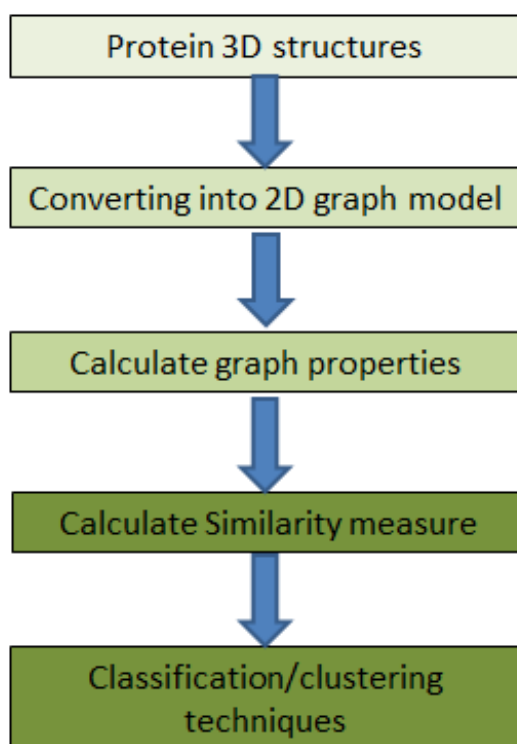 Protein 3D structures
Converting into 2D graph model
Calculate graph properties
Calculate Similarity measure
Classification/clustering
techniques